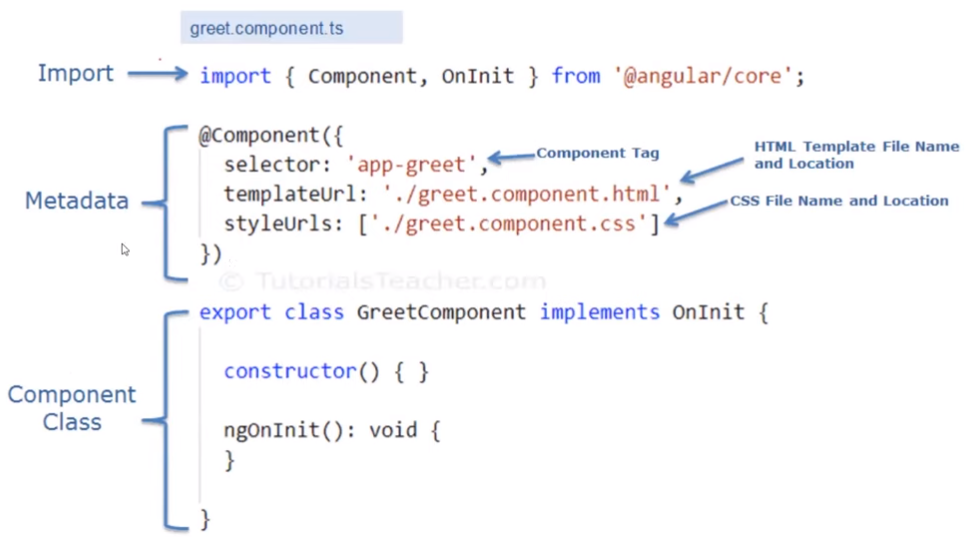 greet.component.ts
Import
import { Component, OnInit } from '@angular/core';
@Component({
selector: 'app-greet',
Component Tag
HTML Template File Name
and Location
Metadata
templateUrl: './greet.component.html',
CSS File Name and Location
styleUrls: ['./greet.component.css']
})
© TutorialsTeacher.com
export class GreetComponent implements OnInit {
constructor() { }
Component
Class
ngOnInit(): void {
}
}